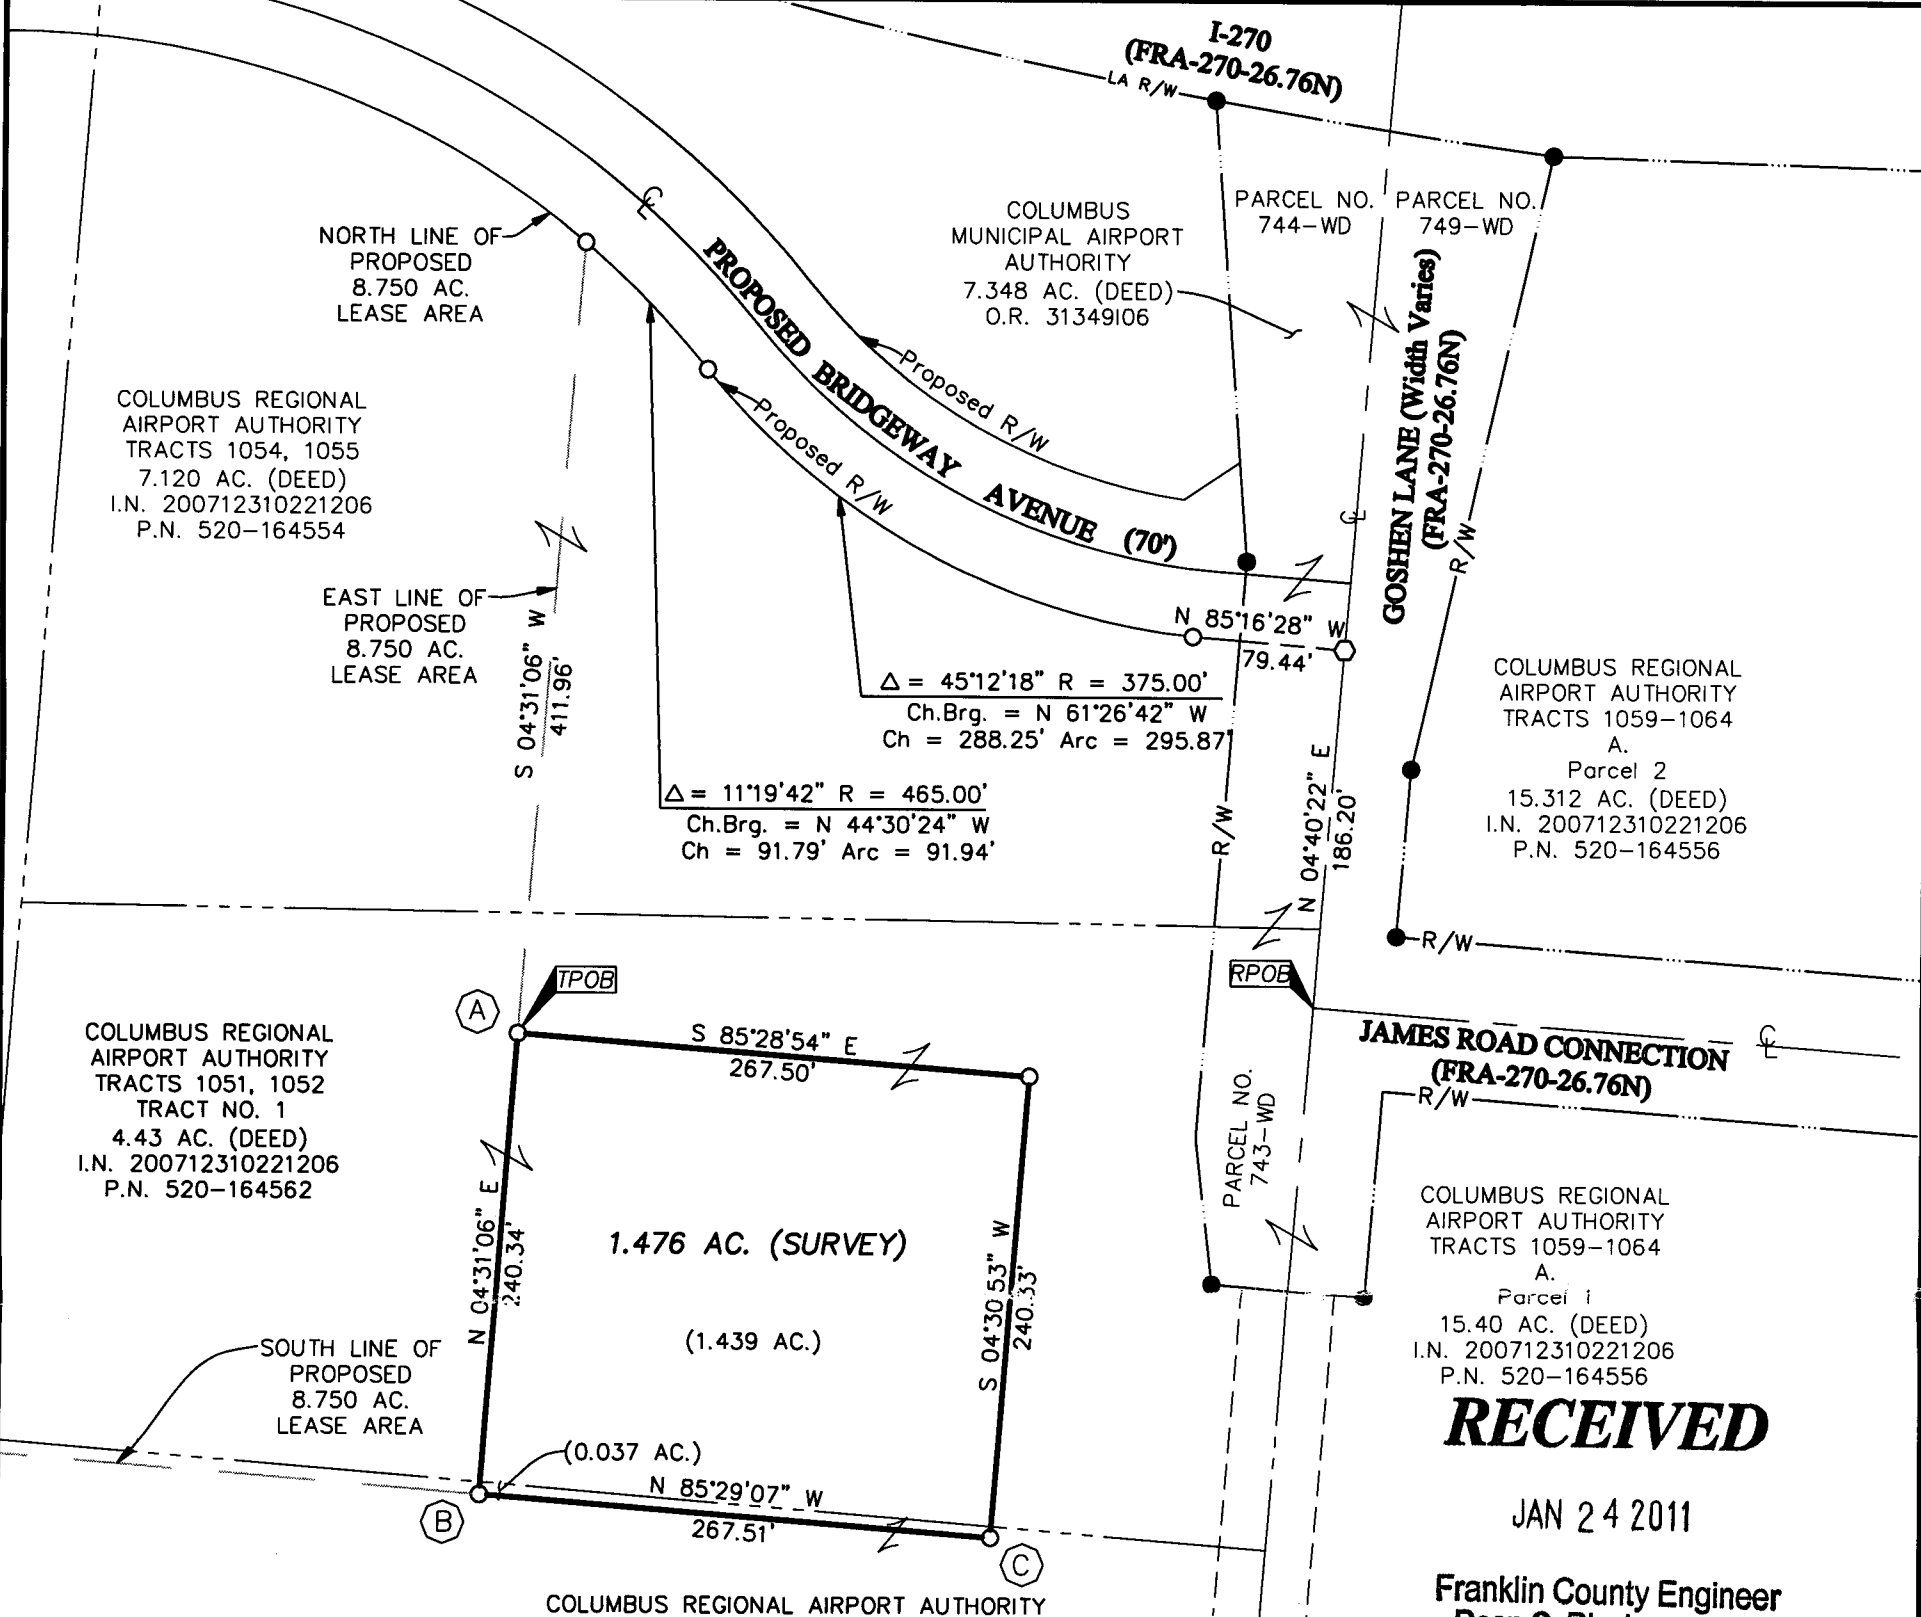 I-270
(FRA-270-26.76N)
LA R/W
NORTH LINE OF
PROPOSED
8.750 AC.
LEASE AREA
COLUMBUS
MUNICIPAL AIRPORT
AUTHORITY
7.348 AC. (DEED)
O.R. 31349I06
PARCEL NO.
744-WD
PARCEL NO.
749-WD
PROPOSED BRIDGEWAY AVENUE (70')
Proposed R/W
Proposed R/W
GOSHEN LANE (Width Varies)
(FRA-270-26.76N)
R/W
COLUMBUS REGIONAL
AIRPORT AUTHORITY
TRACTS 1054, 1055
7.120 AC. (DEED)
I.N. 200712310221206
P.N. 520-164554
EAST LINE OF
PROPOSED
8.750 AC.
LEASE AREA
S 04°31'06" W
411.96'
N 85°16'28" W
79.44'
Δ = 45°12'18" R = 375.00'
Ch.Brg. = N 61°26'42" W
Ch = 288.25' Arc = 295.87'
Δ = 11°19'42" R = 465.00'
Ch.Brg. = N 44°30'24" W
Ch = 91.79' Arc = 91.94'
R/W
N 04°40'22" E
186.20'
COLUMBUS REGIONAL
AIRPORT AUTHORITY
TRACTS 1059-1064
A.
Parcel 2
15.312 AC. (DEED)
I.N. 200712310221206
P.N. 520-164556
R/W
TPOB
RPOB
A
JAMES ROAD CONNECTION
(FRA-270-26.76N)
R/W
COLUMBUS REGIONAL
AIRPORT AUTHORITY
TRACTS 1051, 1052
TRACT NO. 1
4.43 AC. (DEED)
I.N. 200712310221206
P.N. 520-164562
S 85°28'54" E
267.50'
PARCEL NO.
743-WD
N 04°31'06" E
240.34'
1.476 AC. (SURVEY)
(1.439 AC.)
S 04°30'53" W
240.33'
COLUMBUS REGIONAL
AIRPORT AUTHORITY
TRACTS 1059-1064
A.
Parcel 1
15.40 AC. (DEED)
I.N. 200712310221206
P.N. 520-164556
SOUTH LINE OF
PROPOSED
8.750 AC.
LEASE AREA
(0.037 AC.)
N 85°29'07" W
267.51'
B
C
RECEIVED
JAN 24 2011
Franklin County Engineer
COLUMBUS REGIONAL AIRPORT AUTHORITY